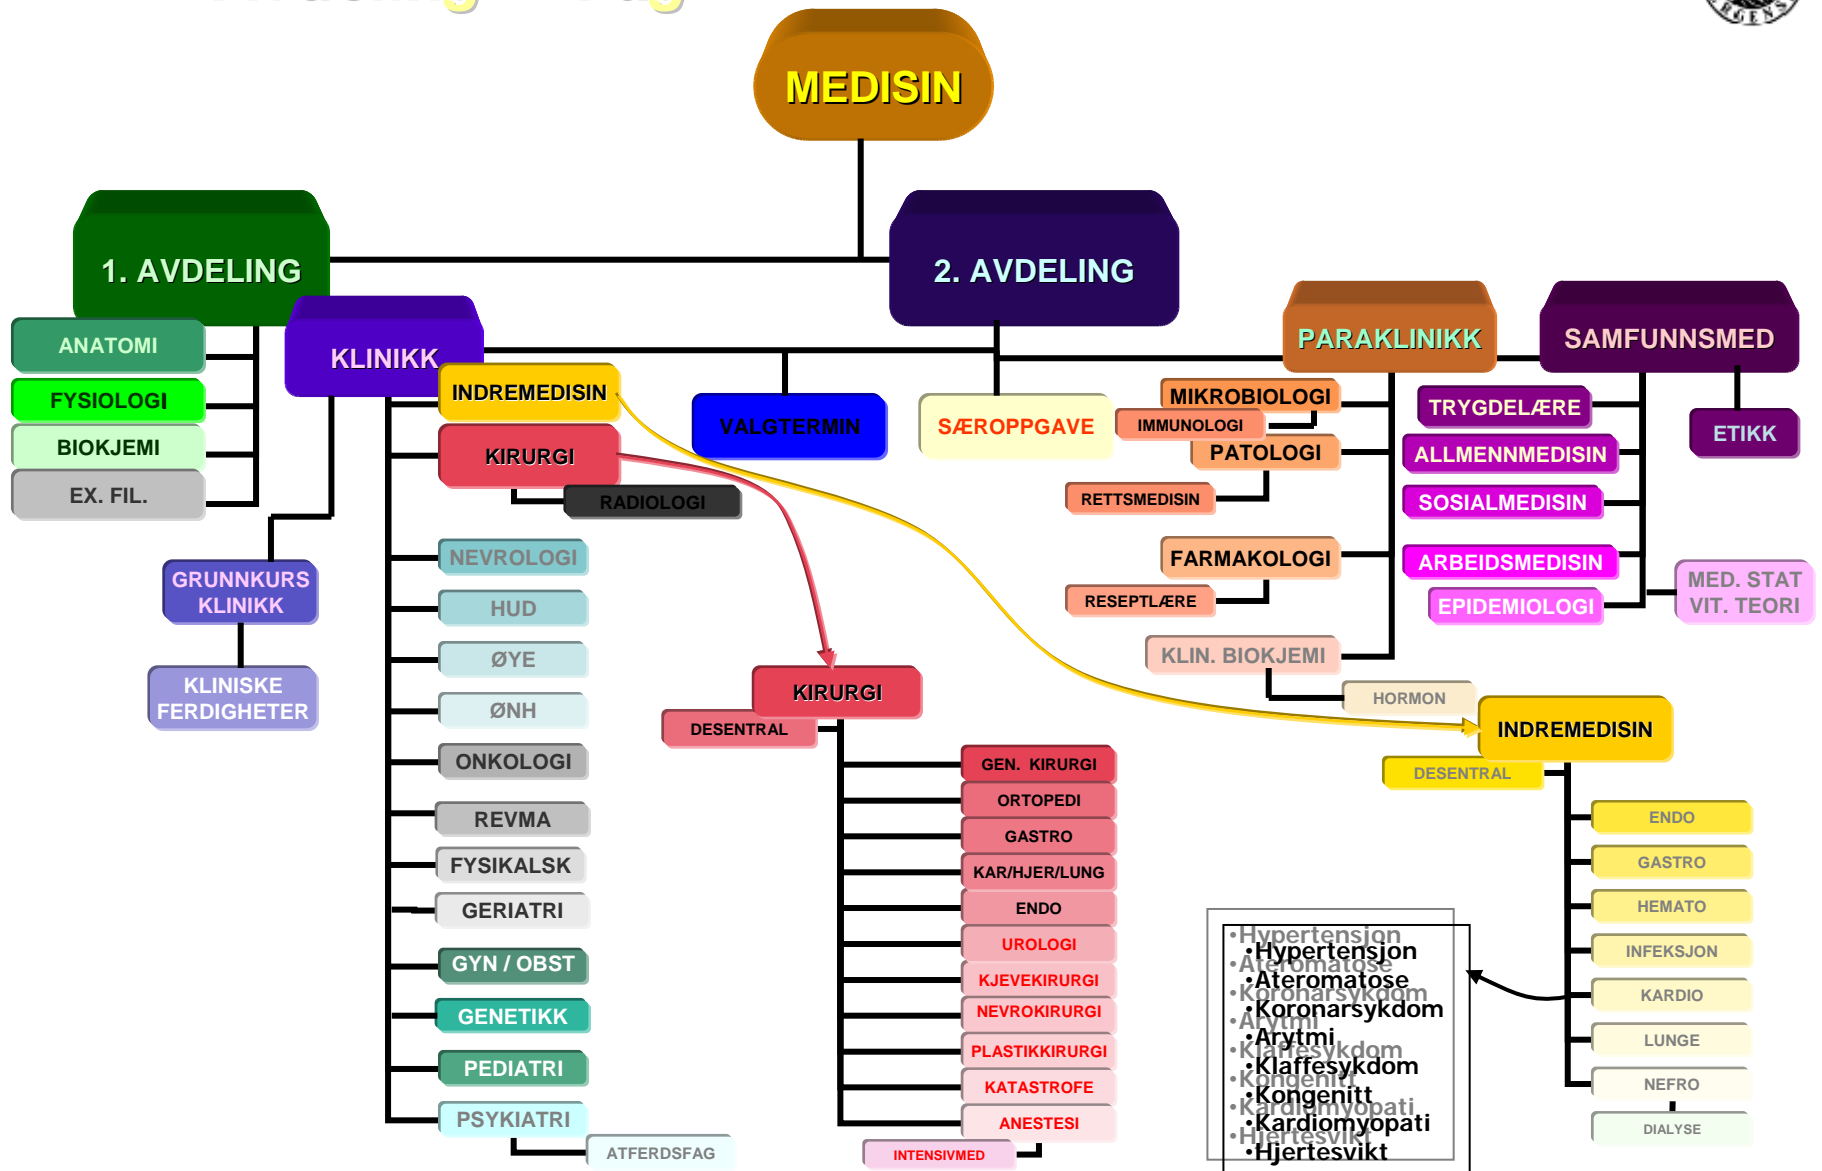 MEDISIN
1. AVDELING
2. AVDELING
ANATOMI
FYSIOLOGI
BIOKJEMI
EX. FIL.
KLINIKK
GRUNNKURS
KLINIKK
KLINISKE
FERDIGHETER
INDREMEDISIN
KIRURGI
RADIOLOGI
NEVROLOGI
HUD
ØYE
ØNH
ONKOLOGI
REVMA
FYSIKALSK
GERIATRI
GYN / OBST
GENETIKK
PEDIATRI
PSYKIATRI
ATFERDSFAG
VALGTERMIN
SÆROPPGAVE
PARAKLINIKK
MIKROBIOLOGI
IMMUNOLOGI
PATOLOGI
RETTSMEDISIN
FARMAKOLOGI
RESEPTLÆRE
KLIN. BIOKJEMI
HORMON
SAMFUNNSMED
TRYGDELÆRE
ALLMENNMEDISIN
SOSIALMEDISIN
ARBEIDSMEDISIN
EPIDEMIOLOGI
ETIKK
MED. STAT
VIT. TEORI
KIRURGI
DESENTRAL
GEN. KIRURGI
ORTOPEDI
GASTRO
KAR/HJER/LUNG
ENDO
UROLOGI
KJEVEKIRURGI
NEVROKIRURGI
PLASTIKKIRURGI
KATASTROFE
ANESTESI
INTENSIVMED
INDREMEDISIN
DESENTRAL
ENDO
GASTRO
HEMATO
INFEKSJON
KARDIO
LUNGE
NEFRO
DIALYSE
•Hypertensjon
•Ateromatose
•Koronarsykdom
•Arytmi
•Klaffesykdom
•Kongenitt
•Kardiomyopati
•Hjertesvikt